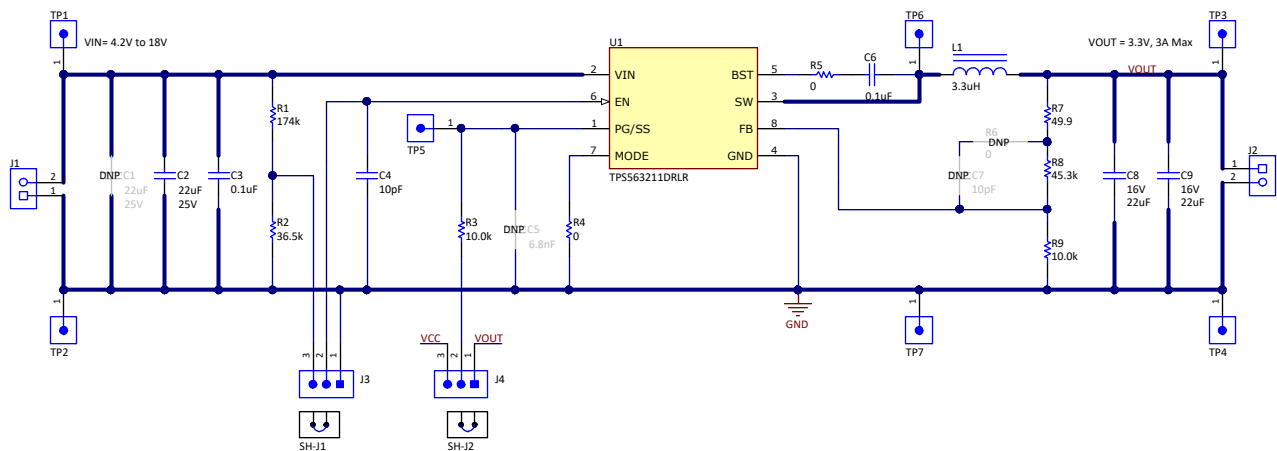 TP1
VIN= 4.2V to 18V
TP6
TP3
U1
L1
VOUT = 3.3V, 3A Max
2 VIN BST 5
R5
0
C6
0.1uF
3.3uH
VOUT
6 EN SW 3
1 PG/SS FB 8
7 MODE GND 4
TPS563211DRLR
1
1
1
R1
174k
TP5
1
R7
49.9
R6
DNP
0
J1
2
1
DNP
C1
22uF
25V
C2
22uF
25V
C3
0.1uF
C4
10pF
R8
45.3k
DNP
C7
10pF
C8
16V
22uF
C9
16V
22uF
J2
1
2
R2
36.5k
R3
10.0k
DNP
C5
6.8nF
R4
0
R9
10.0k
1
1
1
TP2
GND
TP7
TP4
VCC
VOUT
3
2
1
3
2
1
J3
J4
SH-J1
SH-J2